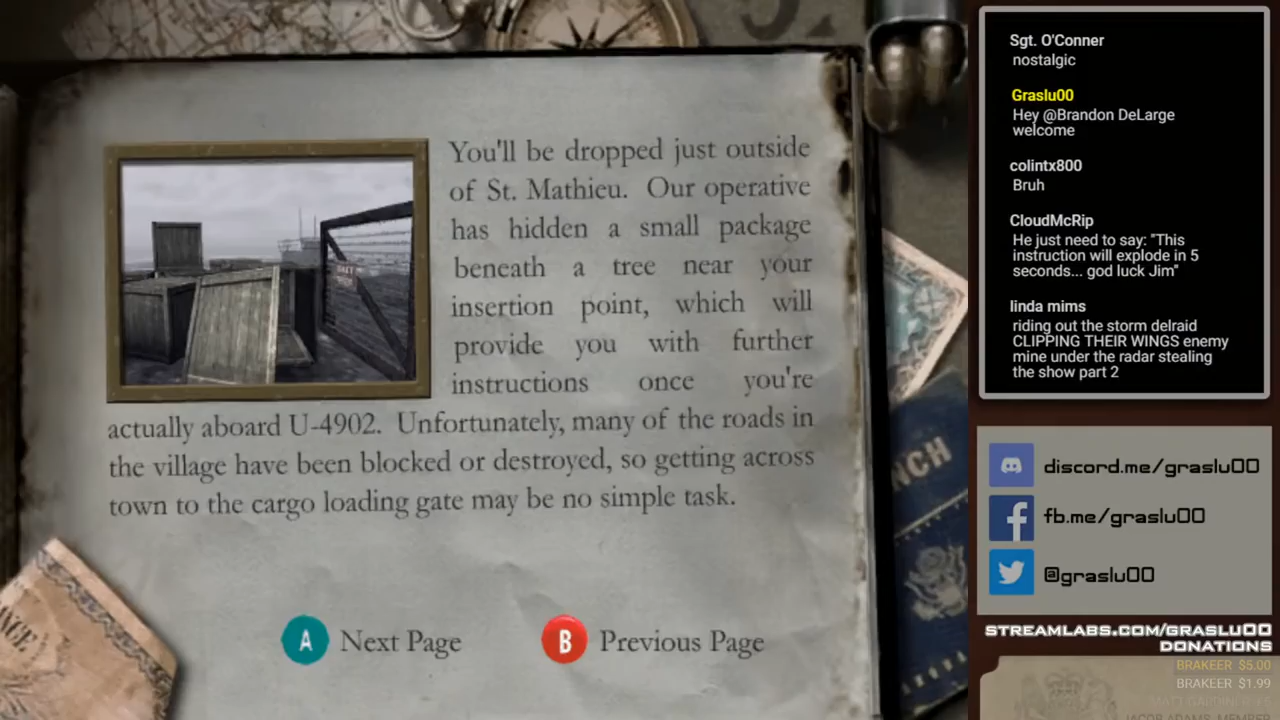 You'll be dropped just outside
of St. Mathieu. Our operative
has hidden a small package
beneath a tree near your
insertion point, which will
provide you with further
instructions once you're
actually aboard U-4902. Unfortunately, many of the roads in
the village have been blocked or destroyed, so getting across
town to the cargo loading gate may be no simple task.
A Next Page
B Previous Page
Sgt. O'Conner
nostalgic
Graslu00
Hey @Brandon DeLarge
welcome
colintx800
Bruh
CloudMcRip
He just need to say: "This
instruction will explode in 5
seconds... god luck Jim"
linda mims
riding out the storm delraid
CLIPPING THEIR WINGS enemy
mine under the radar stealing
the show part 2
discord.me/graslu00
fb.me/graslu00
@graslu00
STREAMLABS.COM/GRASLU00
DONATIONS
BRAKEER $5.00
BRAKEER $1.99